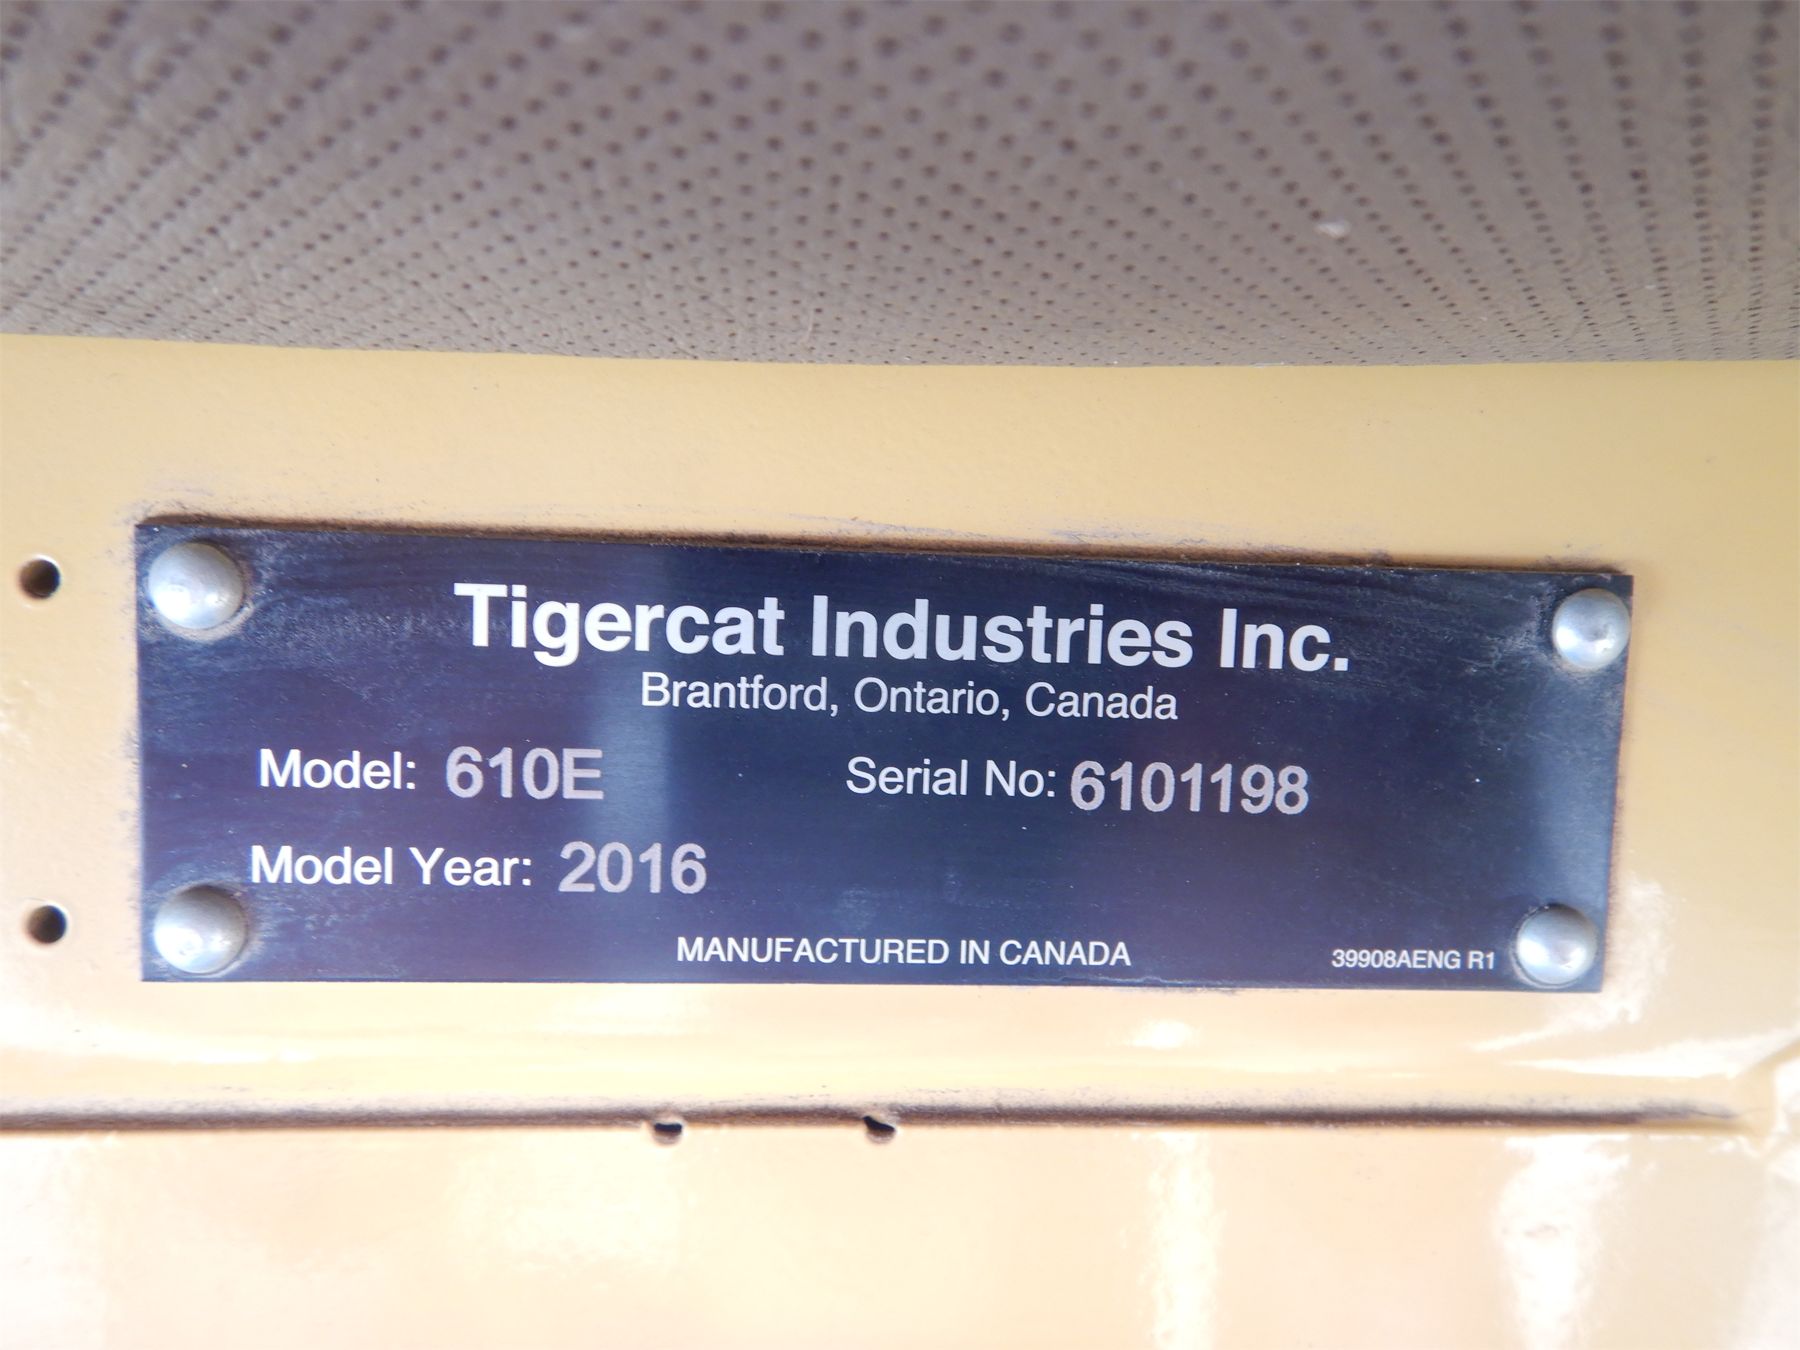 Tigercat Industries Inc.
Brantford, Ontario, Canada
Model: 610E Serial No: 6101198
Model Year: 2016
MANUFACTURED IN CANADA 39908AENG R1